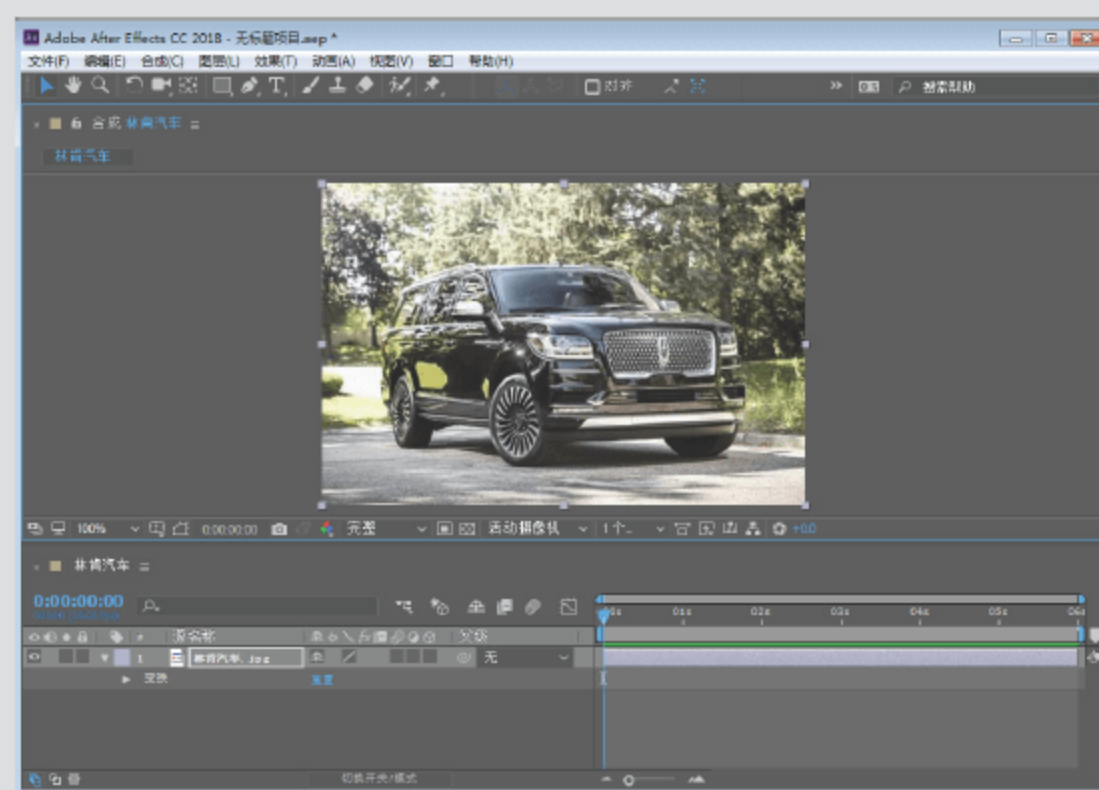 Adobe After Effects CC 2018 - 无标题项目.aep *
文件(F) 编辑(E) 合成(C) 图层(L) 效果(T) 动画(A) 视图(V) 窗口 帮助(H)
对齐 搜索帮助
合成 林肯汽车
林肯汽车
100% 0:00:00:00 完整 活动摄像机 1个... +0.0
林肯汽车
0:00:00:00
00s 01s 02s 03s 04s 05s 06s
# 源名称 父级
1 林肯汽车.jpg 无
变换 重置
切换开关/模式